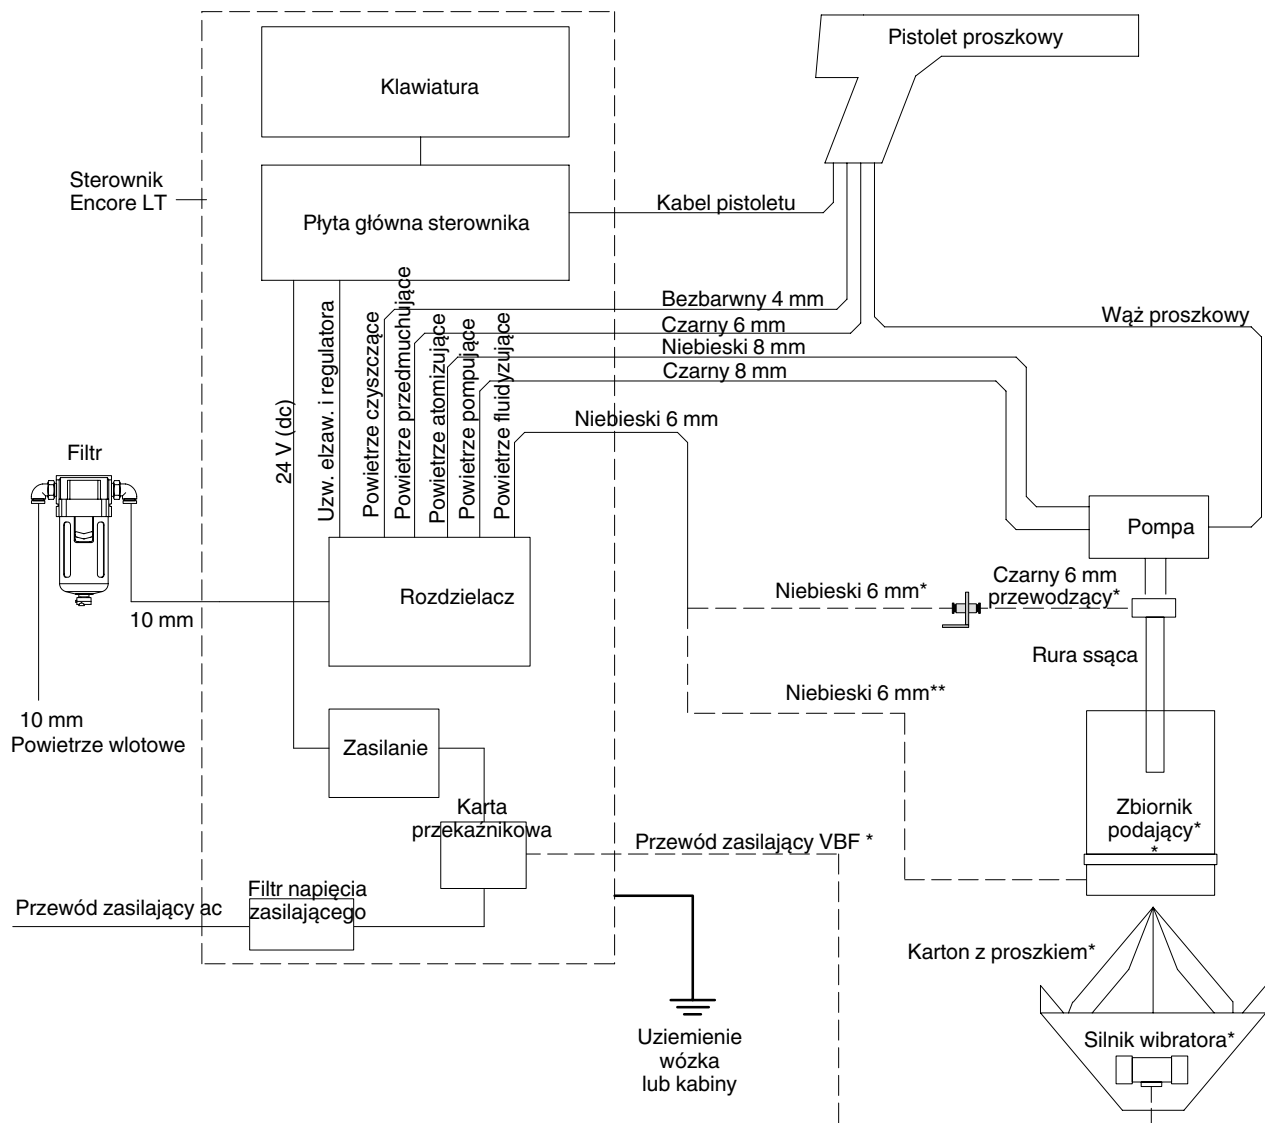 Pistolet proszkowy
Klawiatura
Sterownik
Encore LT
Płyta główna sterownika
Kabel pistoletu
Bezbarwny 4 mm
Czarny 6 mm
Niebieski 8 mm
Czarny 8 mm
Niebieski 6 mm
Wąż proszkowy
24 V (dc)
Uzw. elzaw. i regulatora
Powietrze czyszczące
Powietrze przedmuchujące
Powietrze atomizujące
Powietrze pompujące
Powietrze fluidyzujące
Filtr
Pompa
Rozdzielacz
10 mm
Niebieski 6 mm*
Czarny 6 mm
przewodzący*
Rura ssąca
Niebieski 6 mm**
10 mm
Powietrze wlotowe
Zasilanie
Karta
przekaźnikowa
Zbiornik
podający*
*
Przewód zasilający VBF *
Filtr napięcia
zasilającego
Przewód zasilający ac
Karton z proszkiem*
Silnik wibratora*
Uziemienie
wózka
lub kabiny